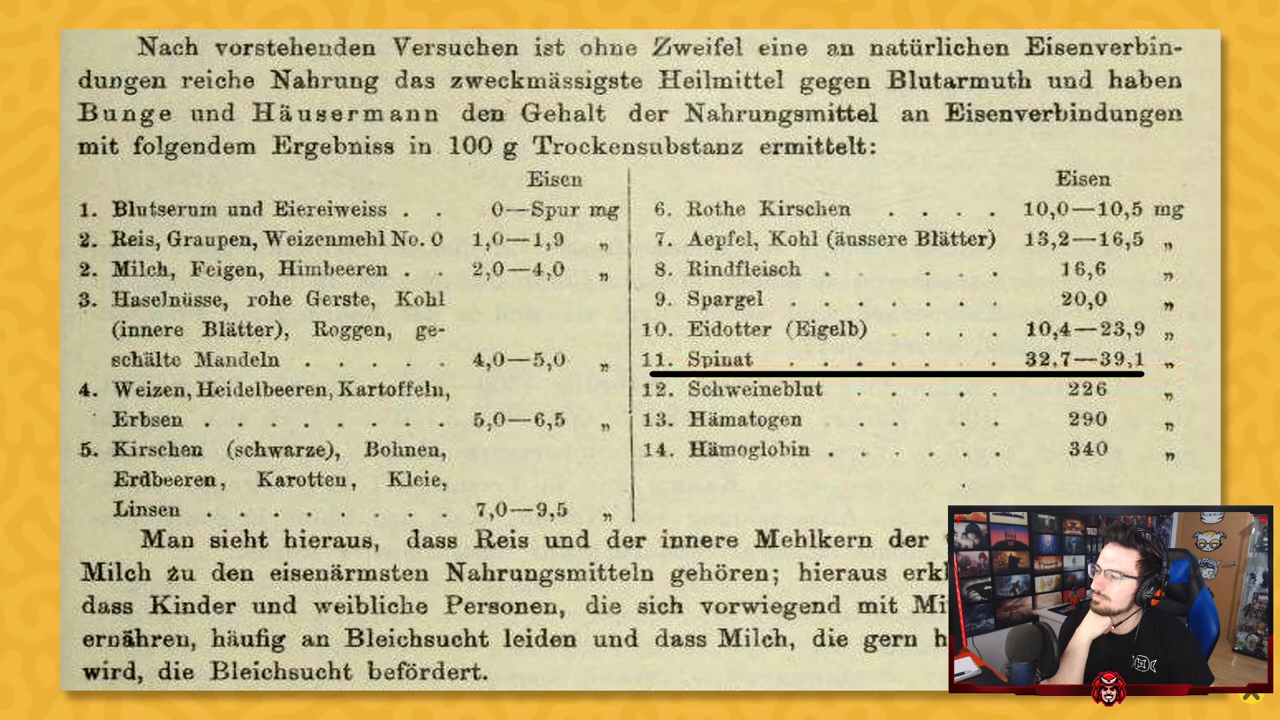 Nach vorstehenden Versuchen ist ohne Zweifel eine an natürlichen Eisenverbin-
dungen reiche Nahrung das zweckmässigste Heilmittel gegen Blutarmuth und haben
Bunge und Häusermann den Gehalt der Nahrungsmittel an Eisenverbindungen
mit folgendem Ergebniss in 100 g Trockensubstanz ermittelt:
Eisen
1. Blutserum und Eiereiweiss . . 0—Spur mg
2. Reis, Graupen, Weizenmehl No. 0 1,0—1,9 „
2. Milch, Feigen, Himbeeren . . 2,0—4,0 „
3. Haselnüsse, rohe Gerste, Kohl
(innere Blätter), Roggen, ge-
schälte Mandeln . . . . . 4,0—5,0 „
4. Weizen, Heidelbeeren, Kartoffeln,
Erbsen . . . . . . . . 5,0—6,5 „
5. Kirschen (schwarze), Bohnen,
Erdbeeren, Karotten, Kleie,
Linsen . . . . . . . . 7,0—9,5 „
Eisen
6. Rothe Kirschen . . . . 10,0—10,5 mg
7. Aepfel, Kohl (äussere Blätter) 13,2—16,5 „
8. Rindfleisch . . . . 16,6 „
9. Spargel . . . . . . . 20,0 „
10. Eidotter (Eigelb) . . . . 10,4—23,9 „
11. Spinat . . . . . . 32,7—39,1 „
12. Schweineblut . . . . . 226 „
13. Hämatogen . . . . 290 „
14. Hämoglobin . . . . . . 340 „
Man sieht hieraus, dass Reis und der innere Mehlkern der
Milch zu den eisenärmsten Nahrungsmitteln gehören; hieraus
dass Kinder und weibliche Personen, die sich vorwiegend mit
ernähren, häufig an Bleichsucht leiden und dass Milch, die gern
wird, die Bleichsucht befördert.